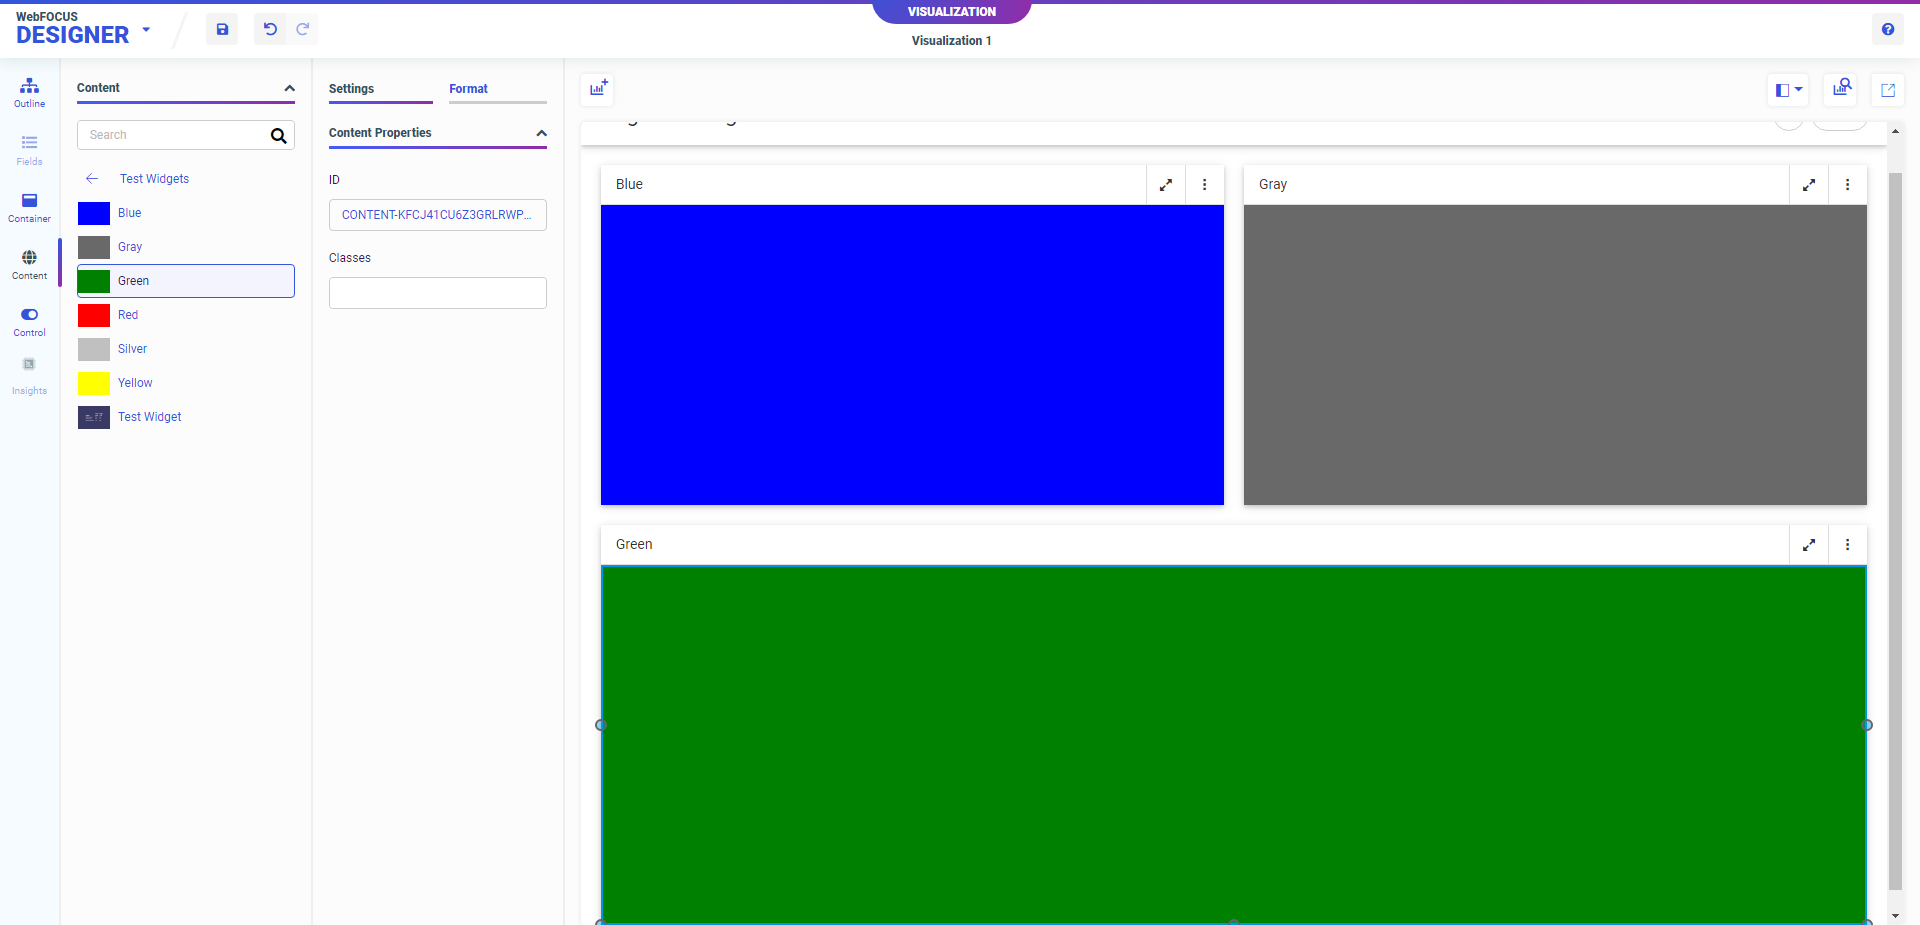 WebFOCUS
DESIGNER
VISUALIZATION
Visualization 1
Outline
Fields
Container
Content
Control
Insights
Content
Search
Test Widgets
Blue
Gray
Green
Red
Silver
Yellow
Test Widget
Settings
Format
Content Properties
ID
CONTENT-KFCJ41CU6Z3GRLRWP...
Classes
Blue
Gray
Green